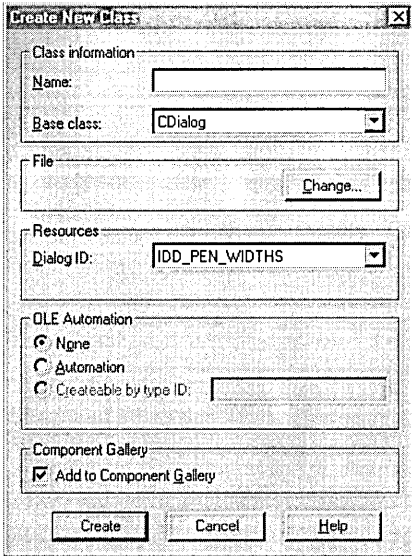 Create New Class
Class information
Name:
Base class: CDialog
File
Change...
Resources
Dialog ID: IDD_PEN_WIDTHS
OLE Automation
None
Automation
Createable by type ID:
Component Gallery
Add to Component Gallery
Create Cancel Help